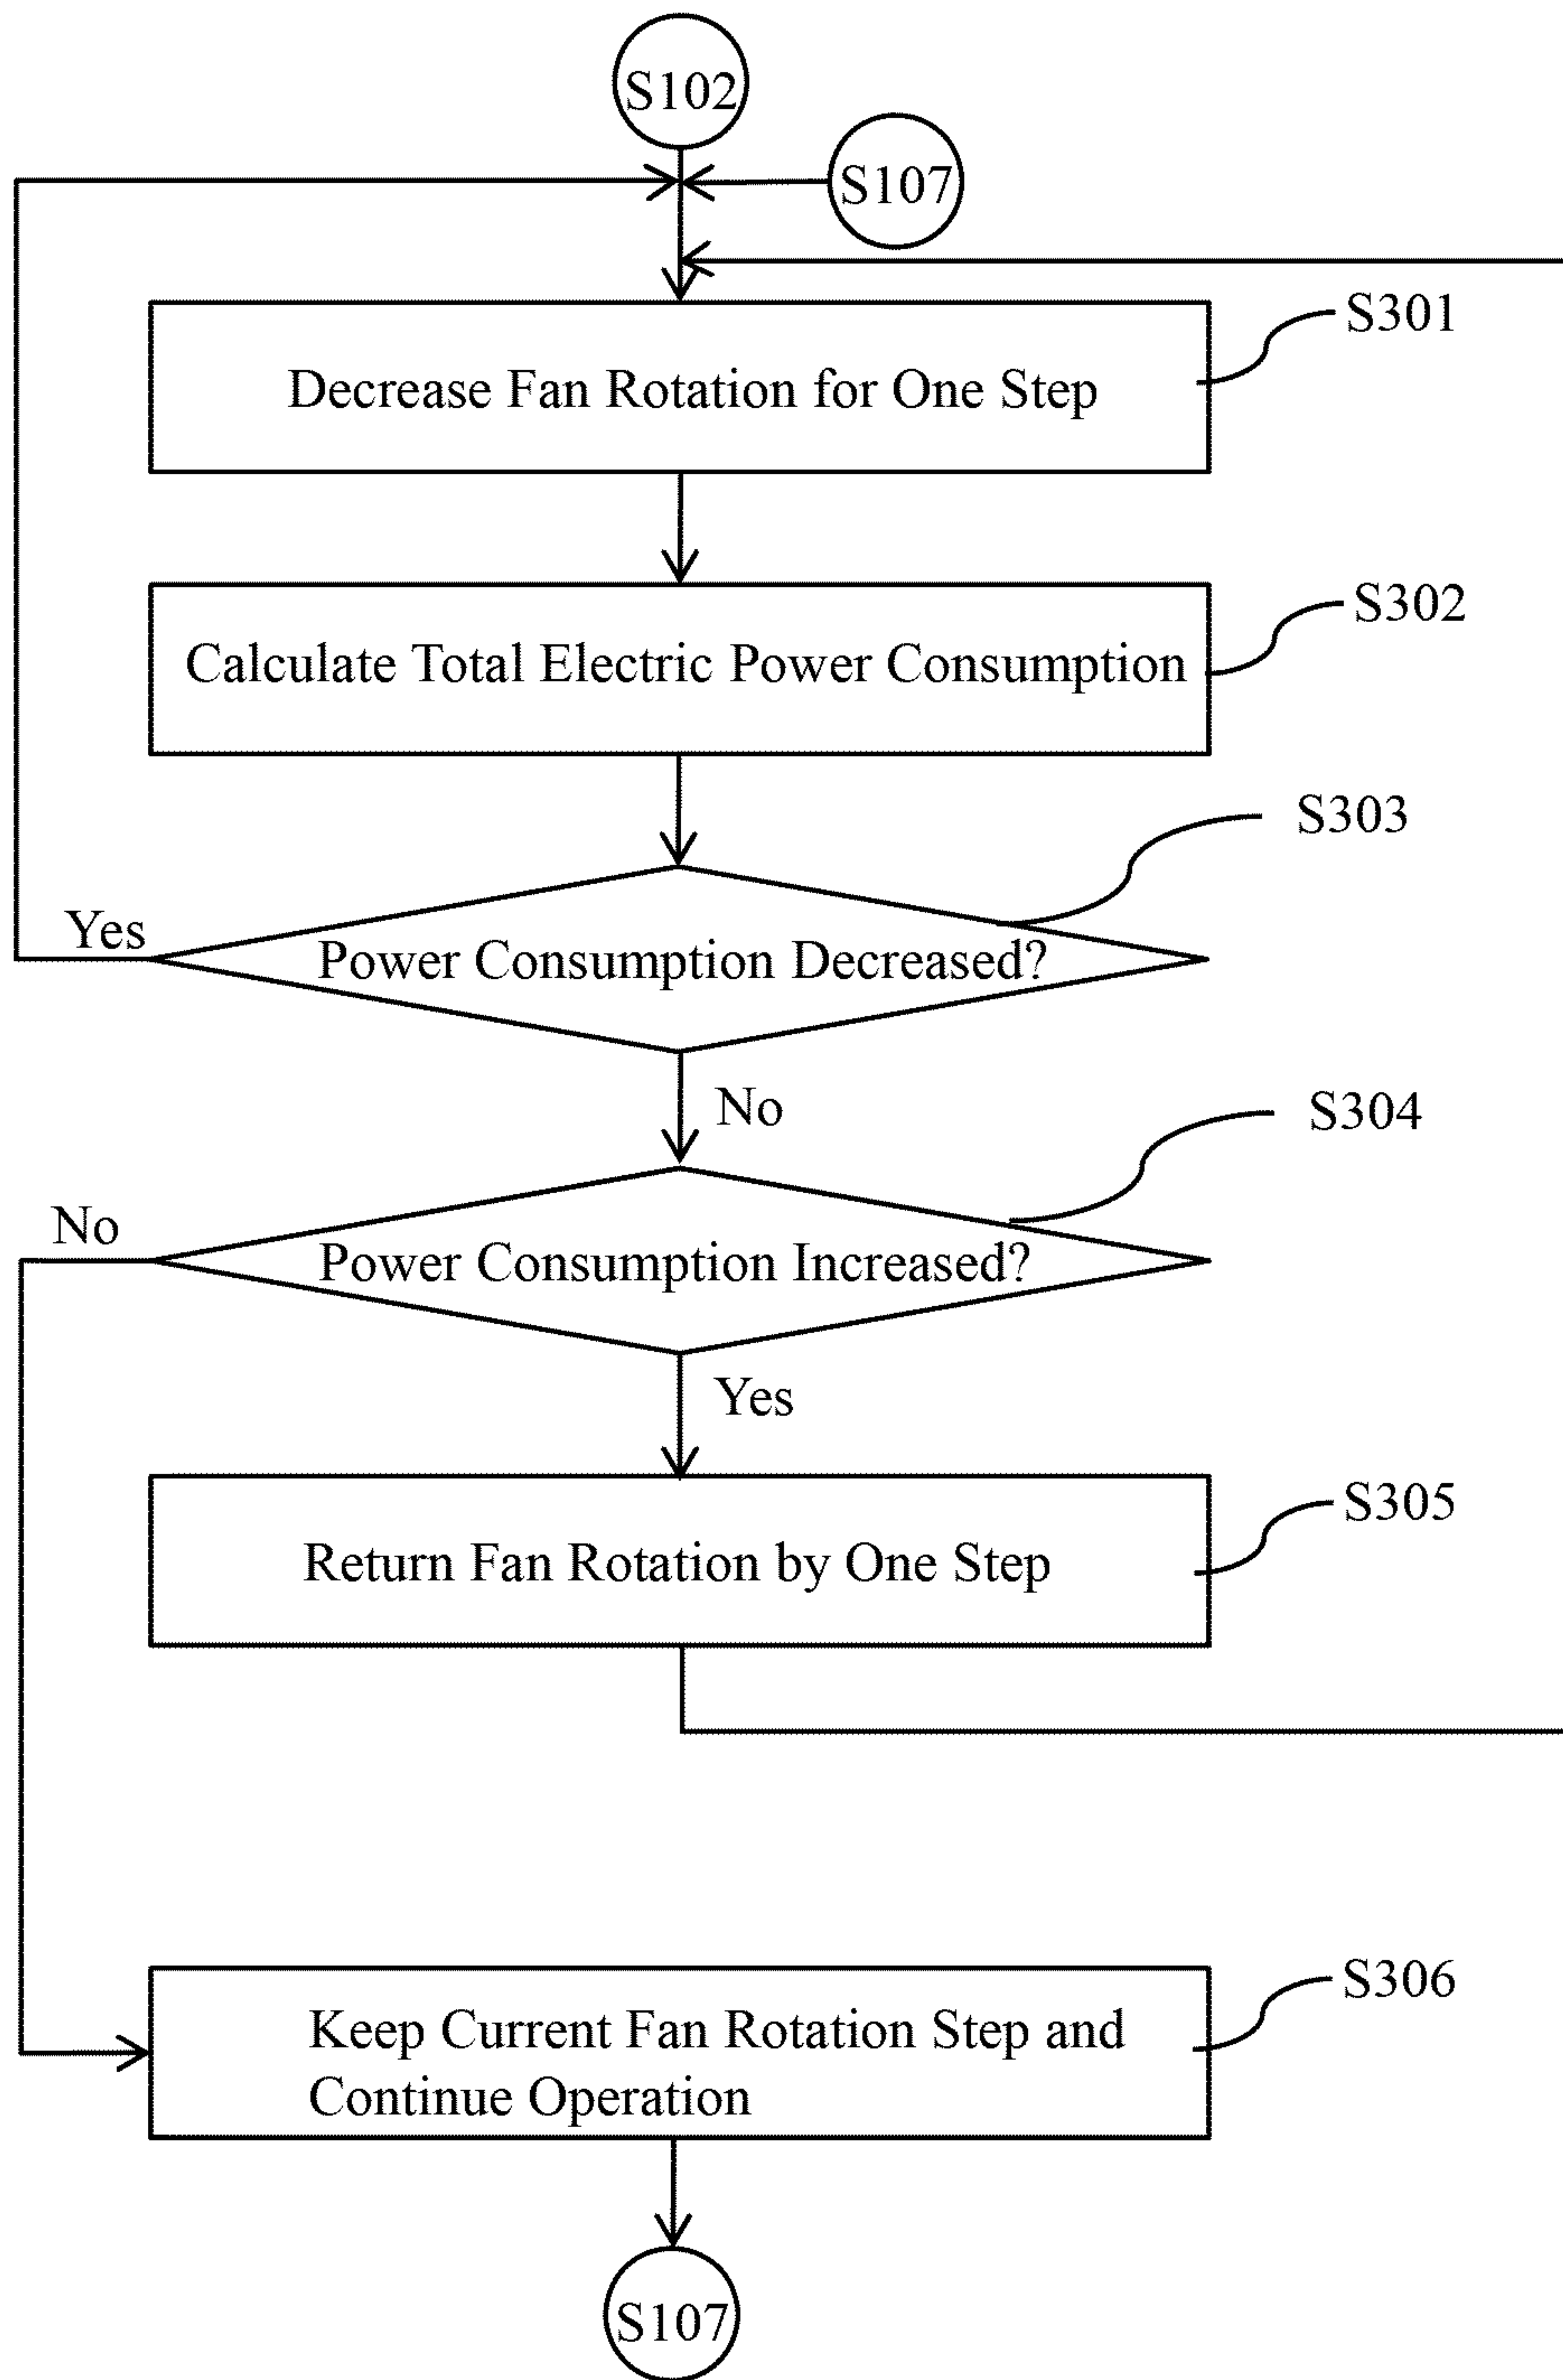 S102
S107
S301
Decrease Fan Rotation for One Step
S302
Calculate Total Electric Power Consumption
S303
Yes
Power Consumption Decreased?
No
S304
No
Power Consumption Increased?
Yes
S305
Return Fan Rotation by One Step
S306
Keep Current Fan Rotation Step and
Continue Operation
S107